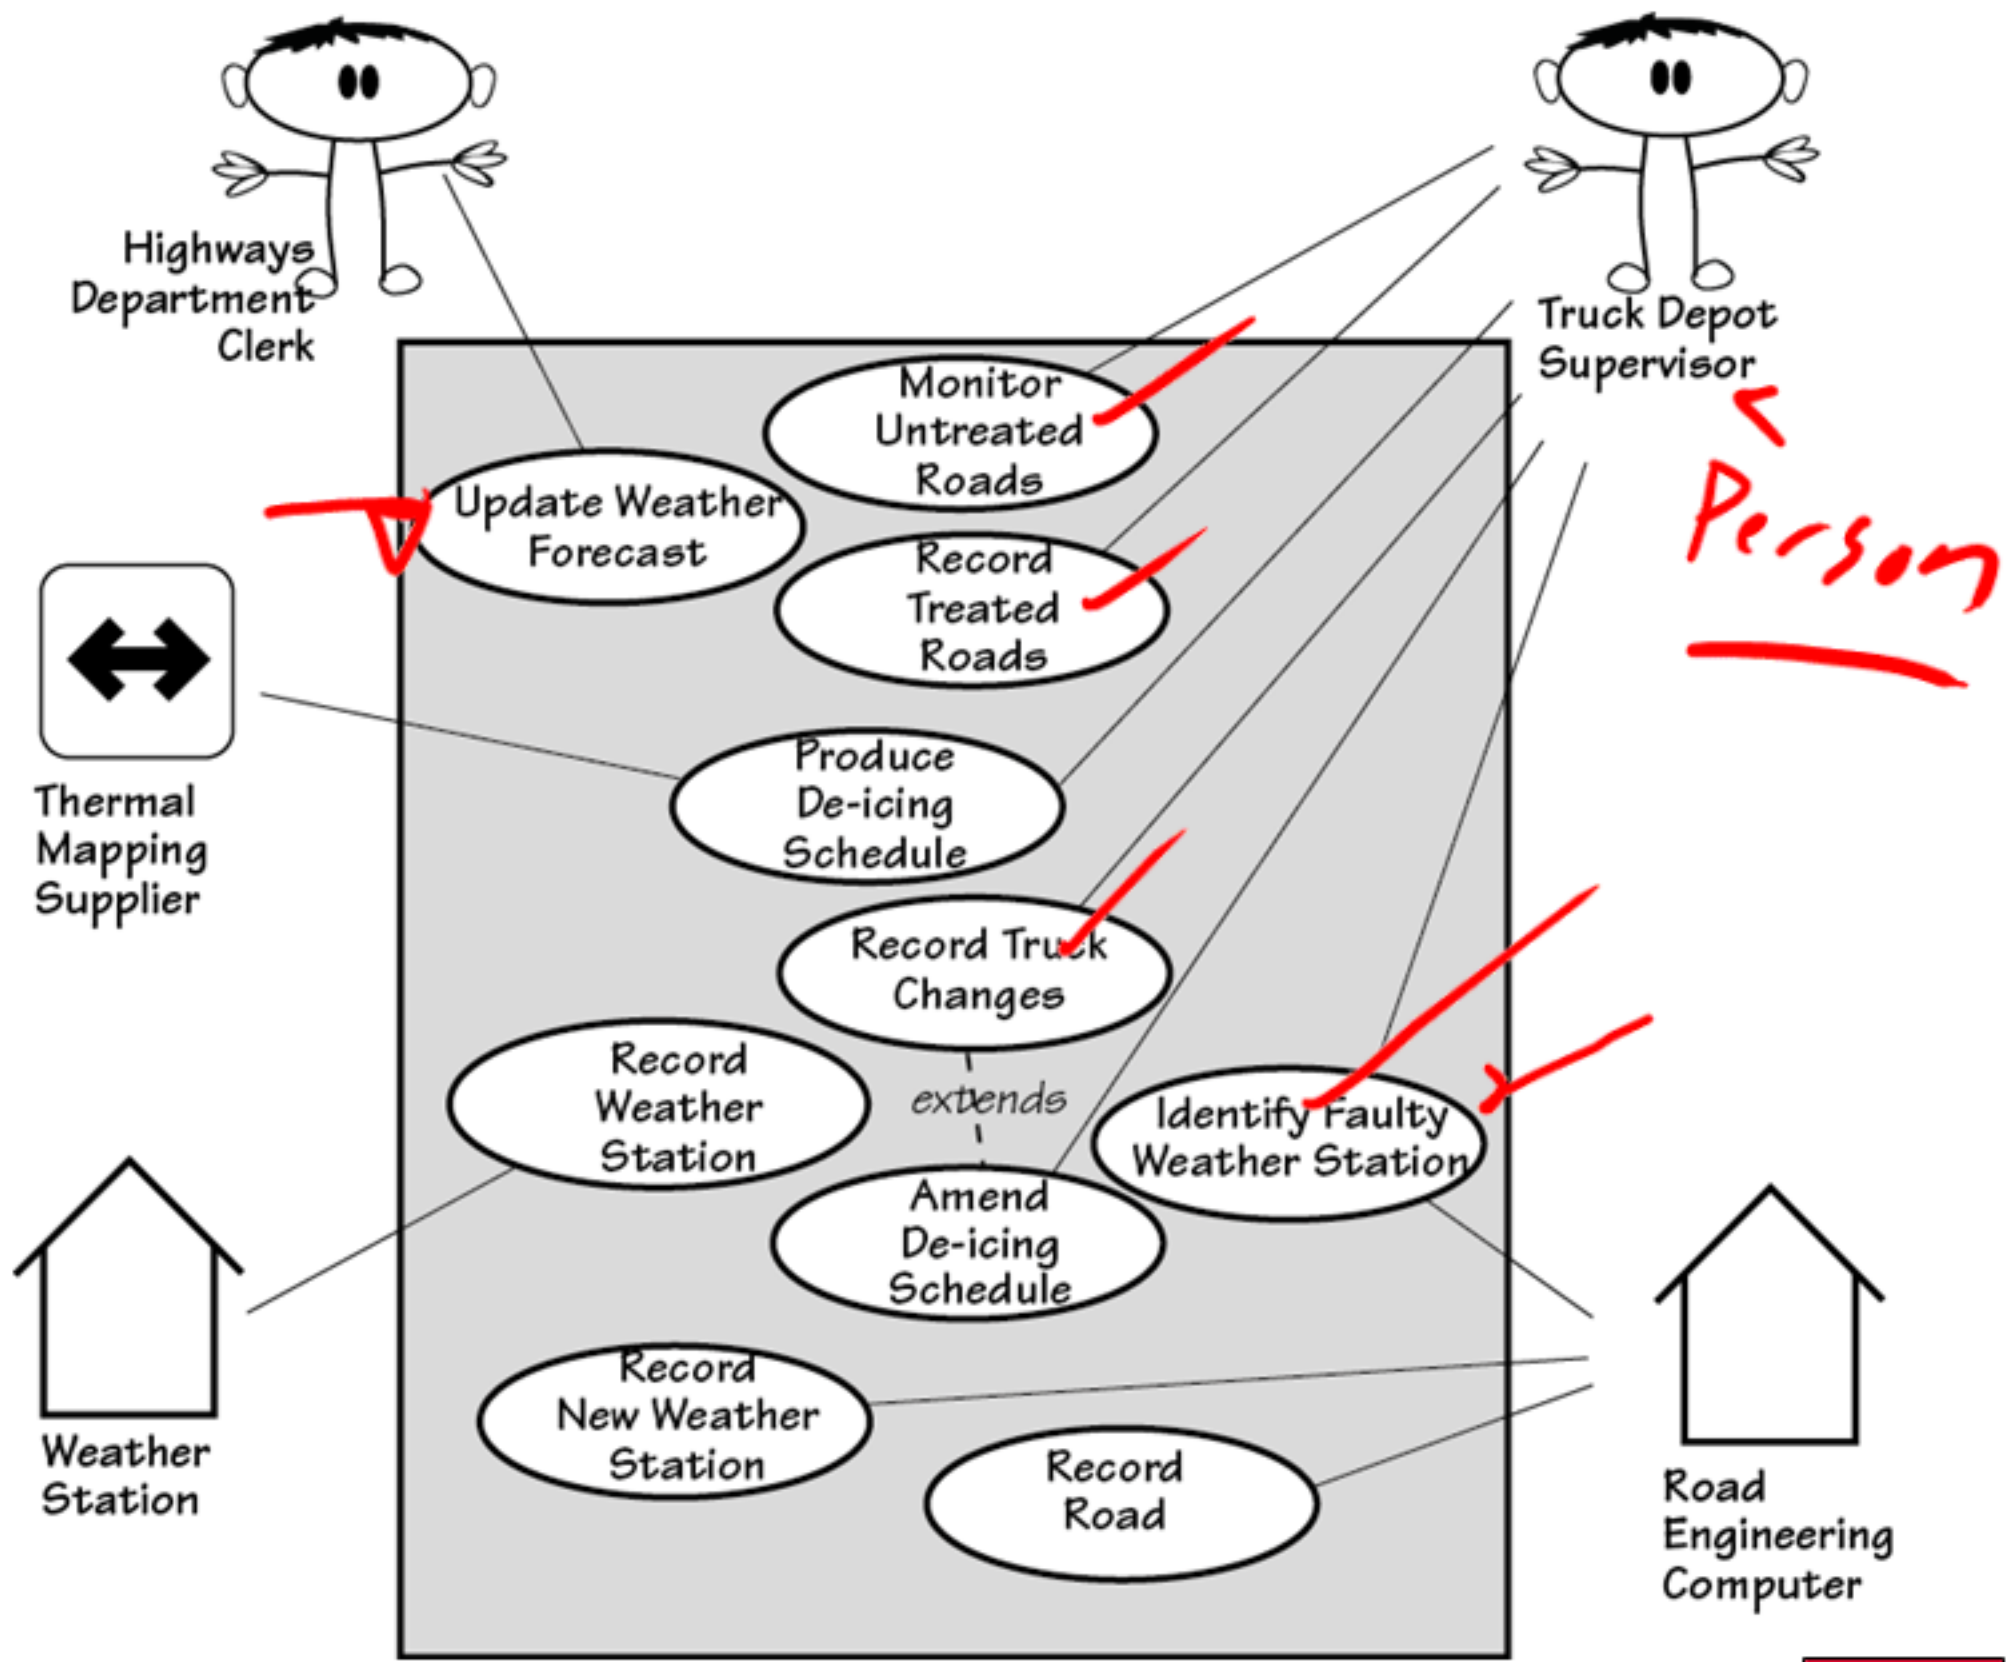 Highways
Department
Clerk
Truck Depot
Supervisor
Person
Monitor
Untreated
Roads
Update Weather
Forecast
Record
Treated
Roads
Thermal
Mapping
Supplier
Produce
De-icing
Schedule
Record Truck
Changes
extends
Record
Weather
Station
Identify Faulty
Weather Station
Amend
De-icing
Schedule
Weather
Station
Record
New Weather
Station
Record
Road
Road
Engineering
Computer